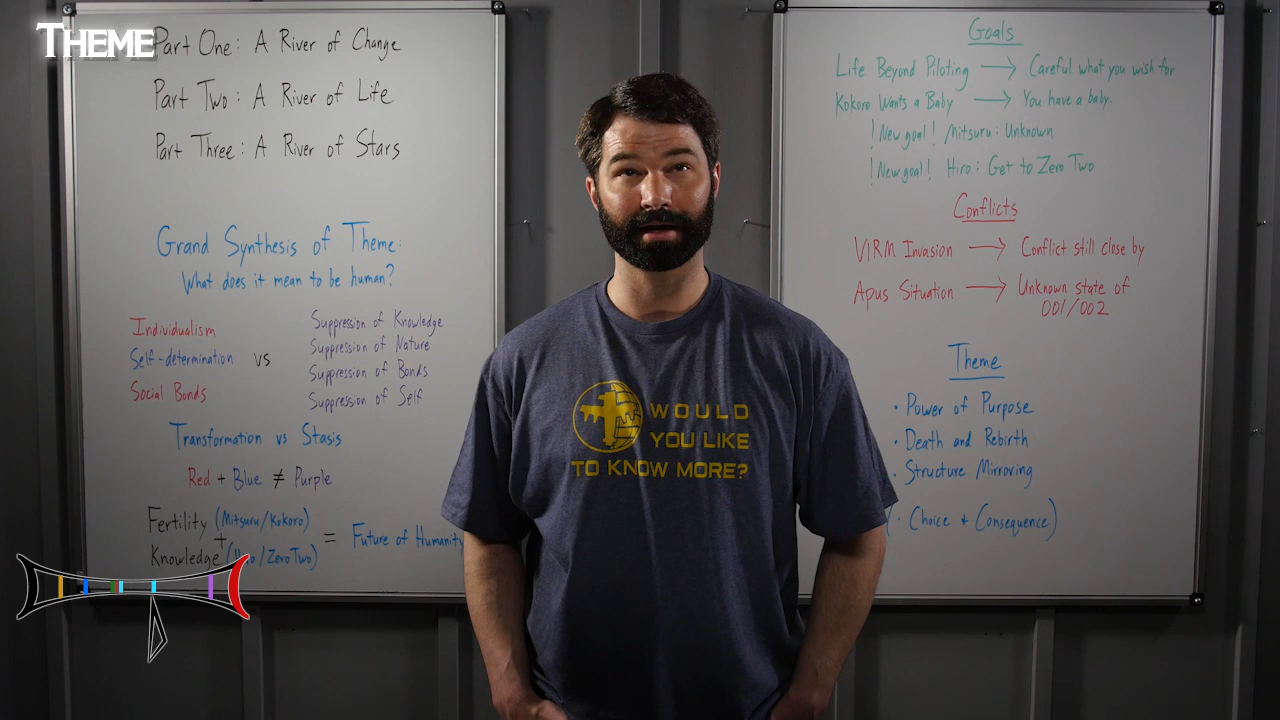 THEME
Part One: A River of Change
Part Two: A River of Life
Part Three: A River of Stars
Grand Synthesis of Theme:
What does it mean to be human?
Individualism
Self-determination
Social Bonds
vs
Suppression of Knowledge
Suppression of Nature
Suppression of Bonds
Suppression of Self
Transformation vs Stasis
Red + Blue ≠ Purple
Fertility (Mitsuru/Kokoro)
+
Knowledge (Hiro/Zero Two)
= Future of Humanity
WOULD
YOU LIKE
TO KNOW MORE?
Goals
Life Beyond Piloting → Careful what you wish for
Kokoro Wants a Baby → You have a baby.
!New goal! Mitsuru: Unknown
!New goal! Hiro: Get to Zero Two
Conflicts
VIRM Invasion → Conflict still close by
Apus Situation → Unknown state of
001/002
Theme
• Power of Purpose
• Death and Rebirth
• Structure Mirroring
(• Choice + Consequence)